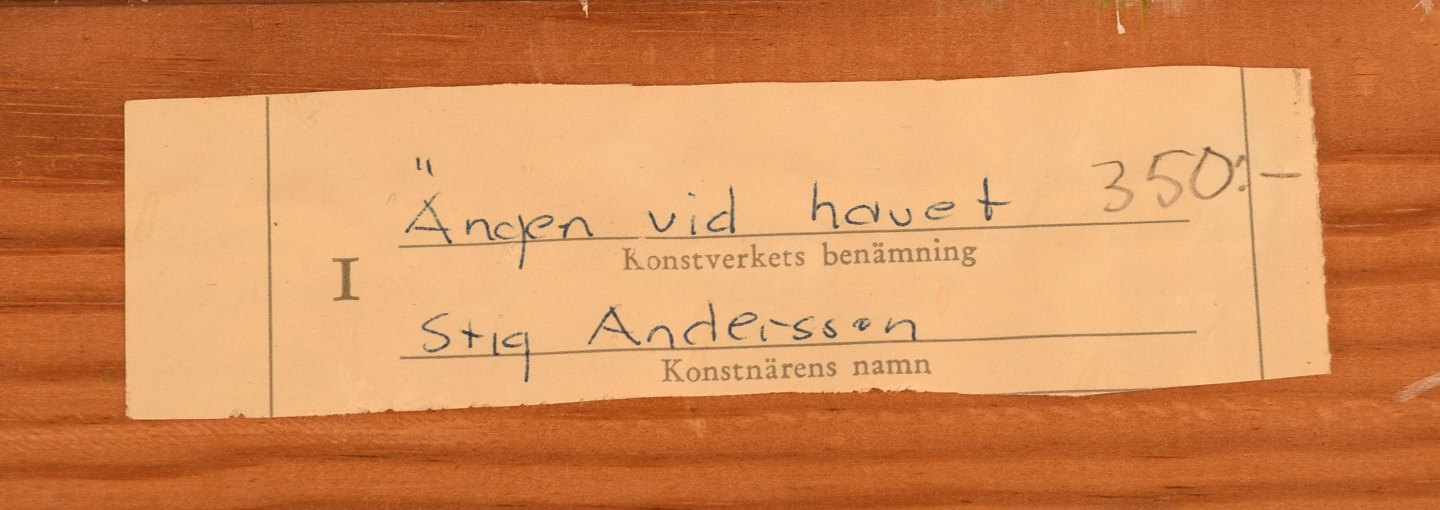 Ängen vid havet 350:-
Konstverkets benämning
I
Stig Andersson
Konstnärens namn